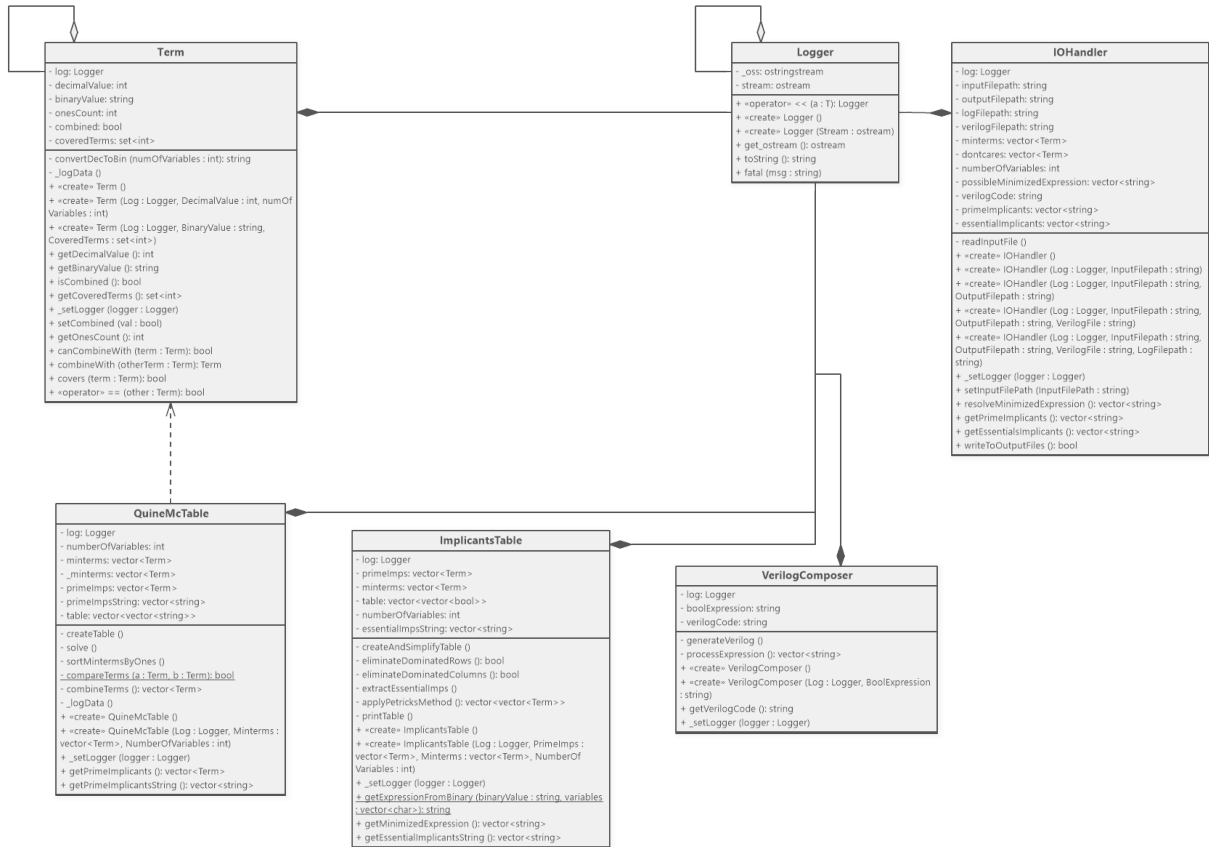 Term
- log: Logger
- decimalValue: int
- binaryValue: string
- onesCount: int
- combined: bool
- coveredTerms: set<int>
- convertDecToBin (numOfVariables : int): string
- _logData ()
+ «create» Term ()
+ «create» Term (Log : Logger, DecimalValue : int, numOf
Variables : int)
+ «create» Term (Log : Logger, BinaryValue : string,
CoveredTerms : set<int>)
+ getDecimalValue (): int
+ getBinaryValue (): string
+ isCombined (): bool
+ getCoveredTerms (): set<int>
+ _setLogger (logger : Logger)
+ setCombined (val : bool)
+ getOnesCount (): int
+ canCombineWith (term : Term): bool
+ combineWith (otherTerm : Term): Term
+ covers (term : Term): bool
+ «operator» == (other : Term): bool
Logger
- _oss: ostringstream
- stream: ostream
+ «operator» << (a : T): Logger
+ «create» Logger ()
+ «create» Logger (Stream : ostream)
+ get_ostream (): ostream
+ toString (): string
+ fatal (msg : string)
IOHandler
- log: Logger
- inputFilepath: string
- outputFilepath: string
- logFilepath: string
- verilogFilepath: string
- minterms: vector<Term>
- dontcares: vector<Term>
- numberOfVariables: int
- possibleMinimizedExpression: vector<string>
- verilogCode: string
- primeImplicants: vector<string>
- essentialImplicants: vector<string>
- readInputFile ()
+ «create» IOHandler ()
+ «create» IOHandler (Log : Logger, InputFilepath : string)
+ «create» IOHandler (Log : Logger, InputFilepath : string,
OutputFilepath : string)
+ «create» IOHandler (Log : Logger, InputFilepath : string,
OutputFilepath : string, VerilogFile : string)
+ «create» IOHandler (Log : Logger, InputFilepath : string,
OutputFilepath : string, VerilogFile : string, LogFilepath :
string)
+ _setLogger (logger : Logger)
+ setInputFilePath (InputFilePath : string)
+ resolveMinimizedExpression (): vector<string>
+ getPrimeImplicants (): vector<string>
+ getEssentialsImplicants (): vector<string>
+ writeToOutputFiles (): bool
QuineMcTable
- log: Logger
- numberOfVariables: int
- minterms: vector<Term>
- _minterms: vector<Term>
- primeImps: vector<Term>
- primeImpsString: vector<string>
- table: vector<vector<string>>
- createTable ()
- solve ()
- sortMintermsByOnes ()
- compareTerms (a : Term, b : Term): bool
- combineTerms (): vector<Term>
- _logData ()
+ «create» QuineMcTable ()
+ «create» QuineMcTable (Log : Logger, Minterms :
vector<Term>, NumberOfVariables : int)
+ _setLogger (logger : Logger)
+ getPrimeImplicants (): vector<Term>
+ getPrimeImplicantsString (): vector<string>
ImplicantsTable
- log: Logger
- primeImps: vector<Term>
- minterms: vector<Term>
- table: vector<vector<bool>>
- numberOfVariables: int
- essentialImpsString: vector<string>
- createAndSimplifyTable ()
- eliminateDominatedRows (): bool
- eliminateDominatedColumns (): bool
- extractEssentialImps ()
- applyPetricksMethod (): vector<vector<Term>>
- printTable ()
+ «create» ImplicantsTable ()
+ «create» ImplicantsTable (Log : Logger, PrimeImps :
vector<Term>, Minterms : vector<Term>, NumberOf
Variables : int)
+ _setLogger (logger : Logger)
+ getExpressionFromBinary (binaryValue : string, variables
: vector<char>): string
+ getMinimizedExpression (): vector<string>
+ getEssentialImplicantsString (): vector<string>
VerilogComposer
- log: Logger
- boolExpression: string
- verilogCode: string
- generateVerilog ()
- processExpression (): vector<string>
+ «create» VerilogComposer ()
+ «create» VerilogComposer (Log : Logger, BoolExpression
: string)
+ getVerilogCode (): string
+ _setLogger (logger : Logger)